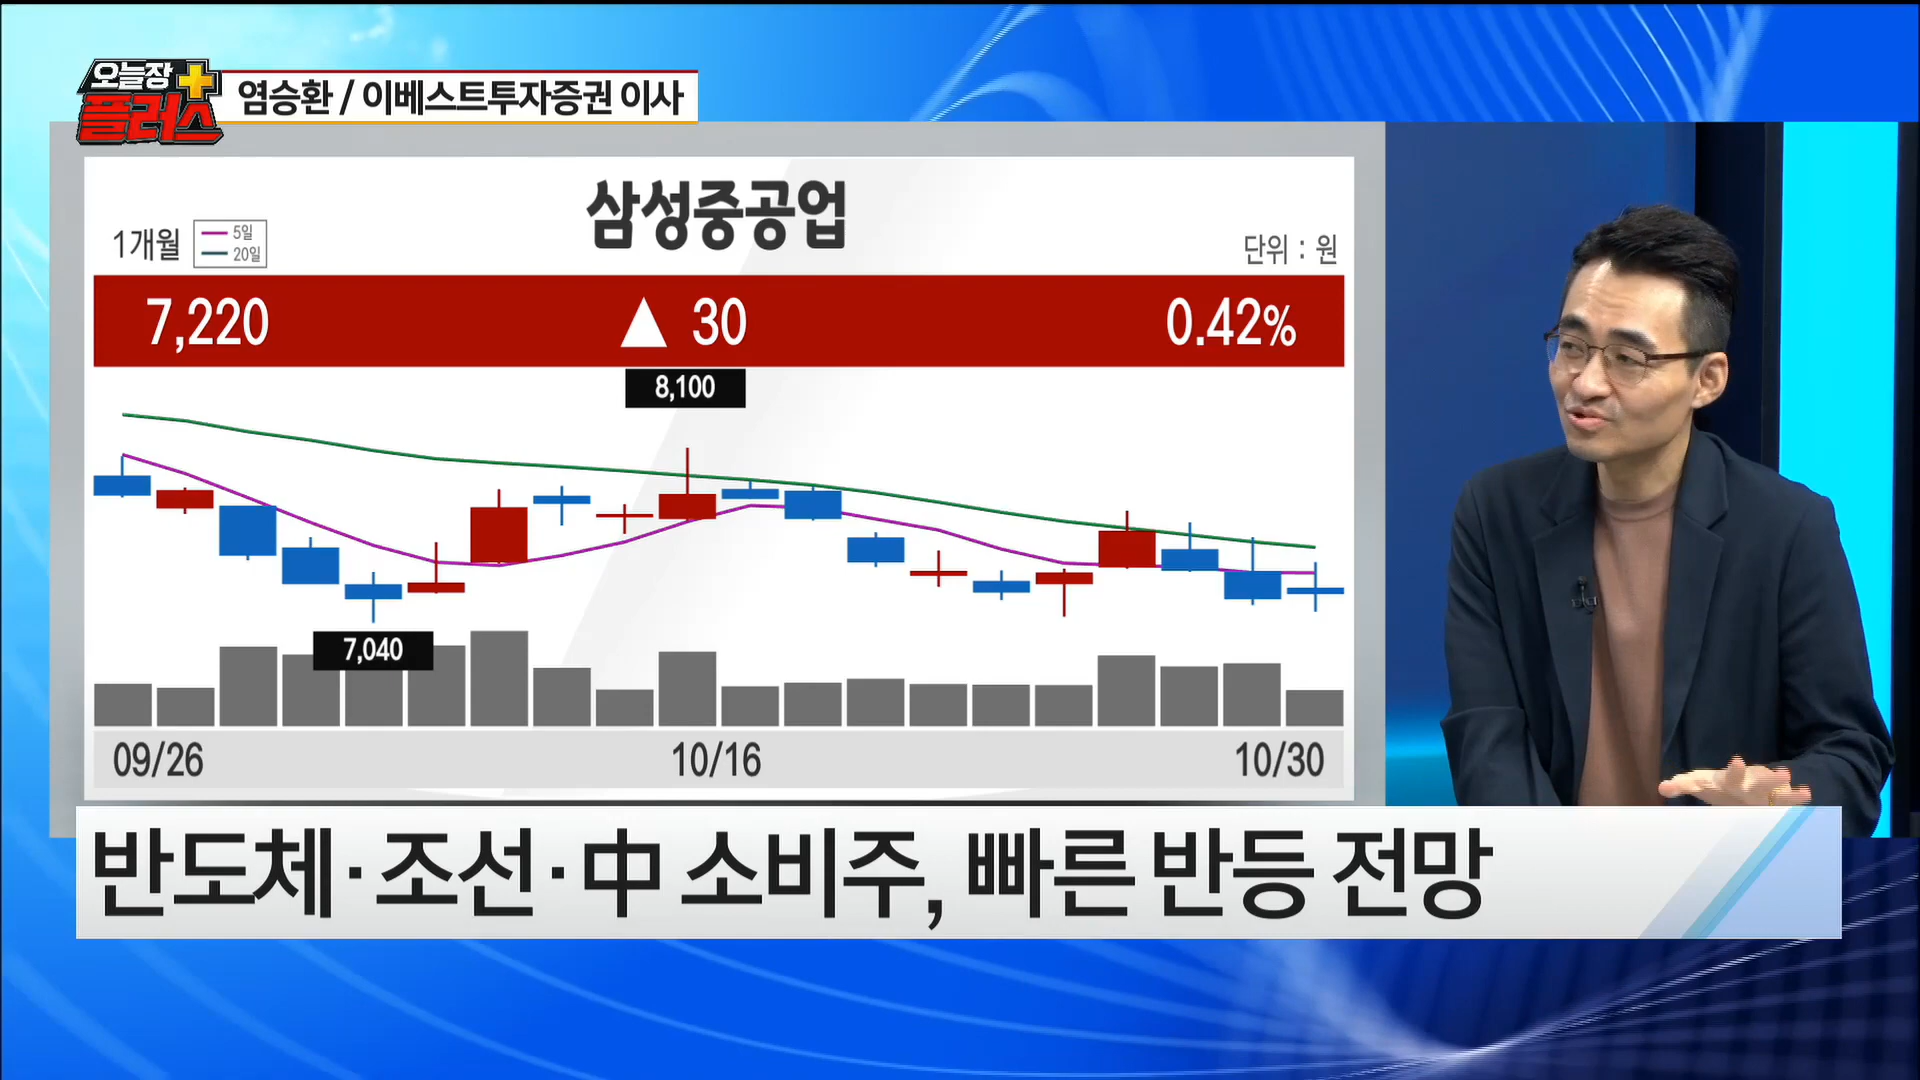 오늘장
플러스
염승환 / 이베스트투자증권 이사
삼성중공업
1개월
5일
20일
단위 : 원
7,220 ▲ 30 0.42%
8,100
7,040
09/26 10/16 10/30
반도체·조선·中 소비주, 빠른 반등 전망